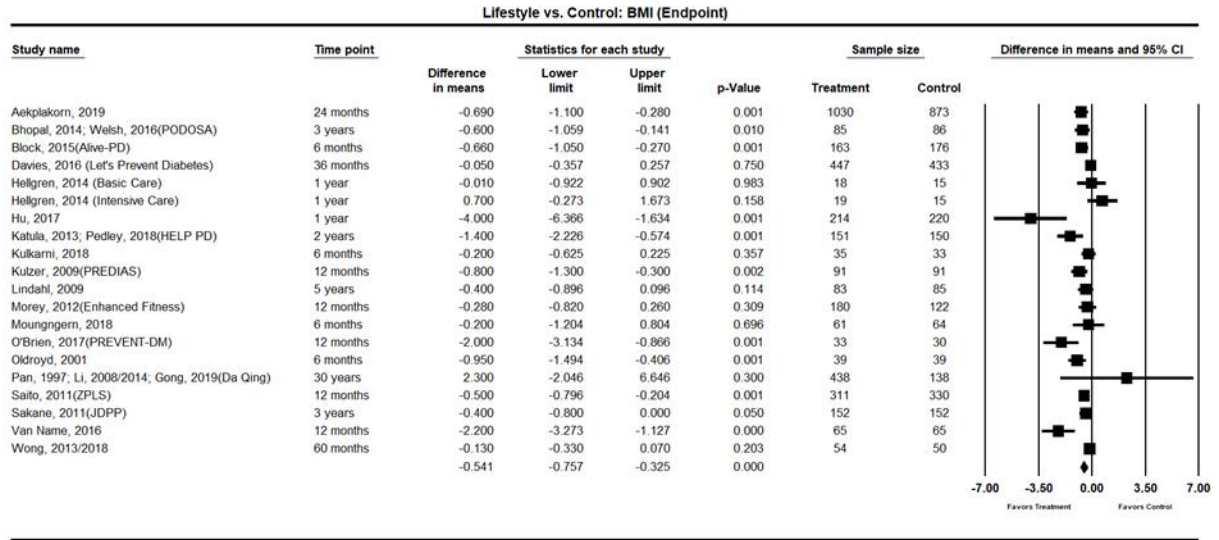 Lifestyle vs. Control: BMI (Endpoint)
Study name Time point Statistics for each study Sample size Difference in means and 95% CI
Difference in means Lower limit Upper limit p-Value Treatment Control
Aekplakorn, 2019 24 months -0.690 -1.100 -0.280 0.001 1030 873
Bhopal, 2014; Welsh, 2016(PODOSA) 3 years -0.600 -1.059 -0.141 0.010 85 86
Block, 2015(Alive-PD) 6 months -0.660 -1.050 -0.270 0.001 163 176
Davies, 2016 (Let's Prevent Diabetes) 36 months -0.050 -0.357 0.257 0.750 447 433
Hellgren, 2014 (Basic Care) 1 year -0.010 -0.922 0.902 0.983 18 15
Hellgren, 2014 (Intensive Care) 1 year 0.700 -0.273 1.673 0.158 19 15
Hu, 2017 1 year -4.000 -6.366 -1.634 0.001 214 220
Katula, 2013; Pedley, 2018(HELP PD) 2 years -1.400 -2.226 -0.574 0.001 151 150
Kulkarni, 2018 6 months -0.200 -0.625 0.225 0.357 35 33
Kulzer, 2009(PREDIAS) 12 months -0.800 -1.300 -0.300 0.002 91 91
Lindahl, 2009 5 years -0.400 -0.896 0.096 0.114 83 85
Morey, 2012(Enhanced Fitness) 12 months -0.280 -0.820 0.260 0.309 180 122
Moungngern, 2018 6 months -0.200 -1.204 0.804 0.696 61 64
O'Brien, 2017(PREVENT-DM) 12 months -2.000 -3.134 -0.866 0.001 33 30
Oldroyd, 2001 6 months -0.950 -1.494 -0.406 0.001 39 39
Pan, 1997; Li, 2008/2014; Gong, 2019(Da Qing) 30 years 2.300 -2.046 6.646 0.300 438 138
Saito, 2011(ZPLS) 12 months -0.500 -0.796 -0.204 0.001 311 330
Sakane, 2011(JDPP) 3 years -0.400 -0.800 0.000 0.050 152 152
Van Name, 2016 12 months -2.200 -3.273 -1.127 0.000 65 65
Wong, 2013/2018 60 months -0.130 -0.330 0.070 0.203 54 50
-0.541 -0.757 -0.325 0.000
-7.00 -3.50 0.00 3.50 7.00
Favors Treatment Favors Control